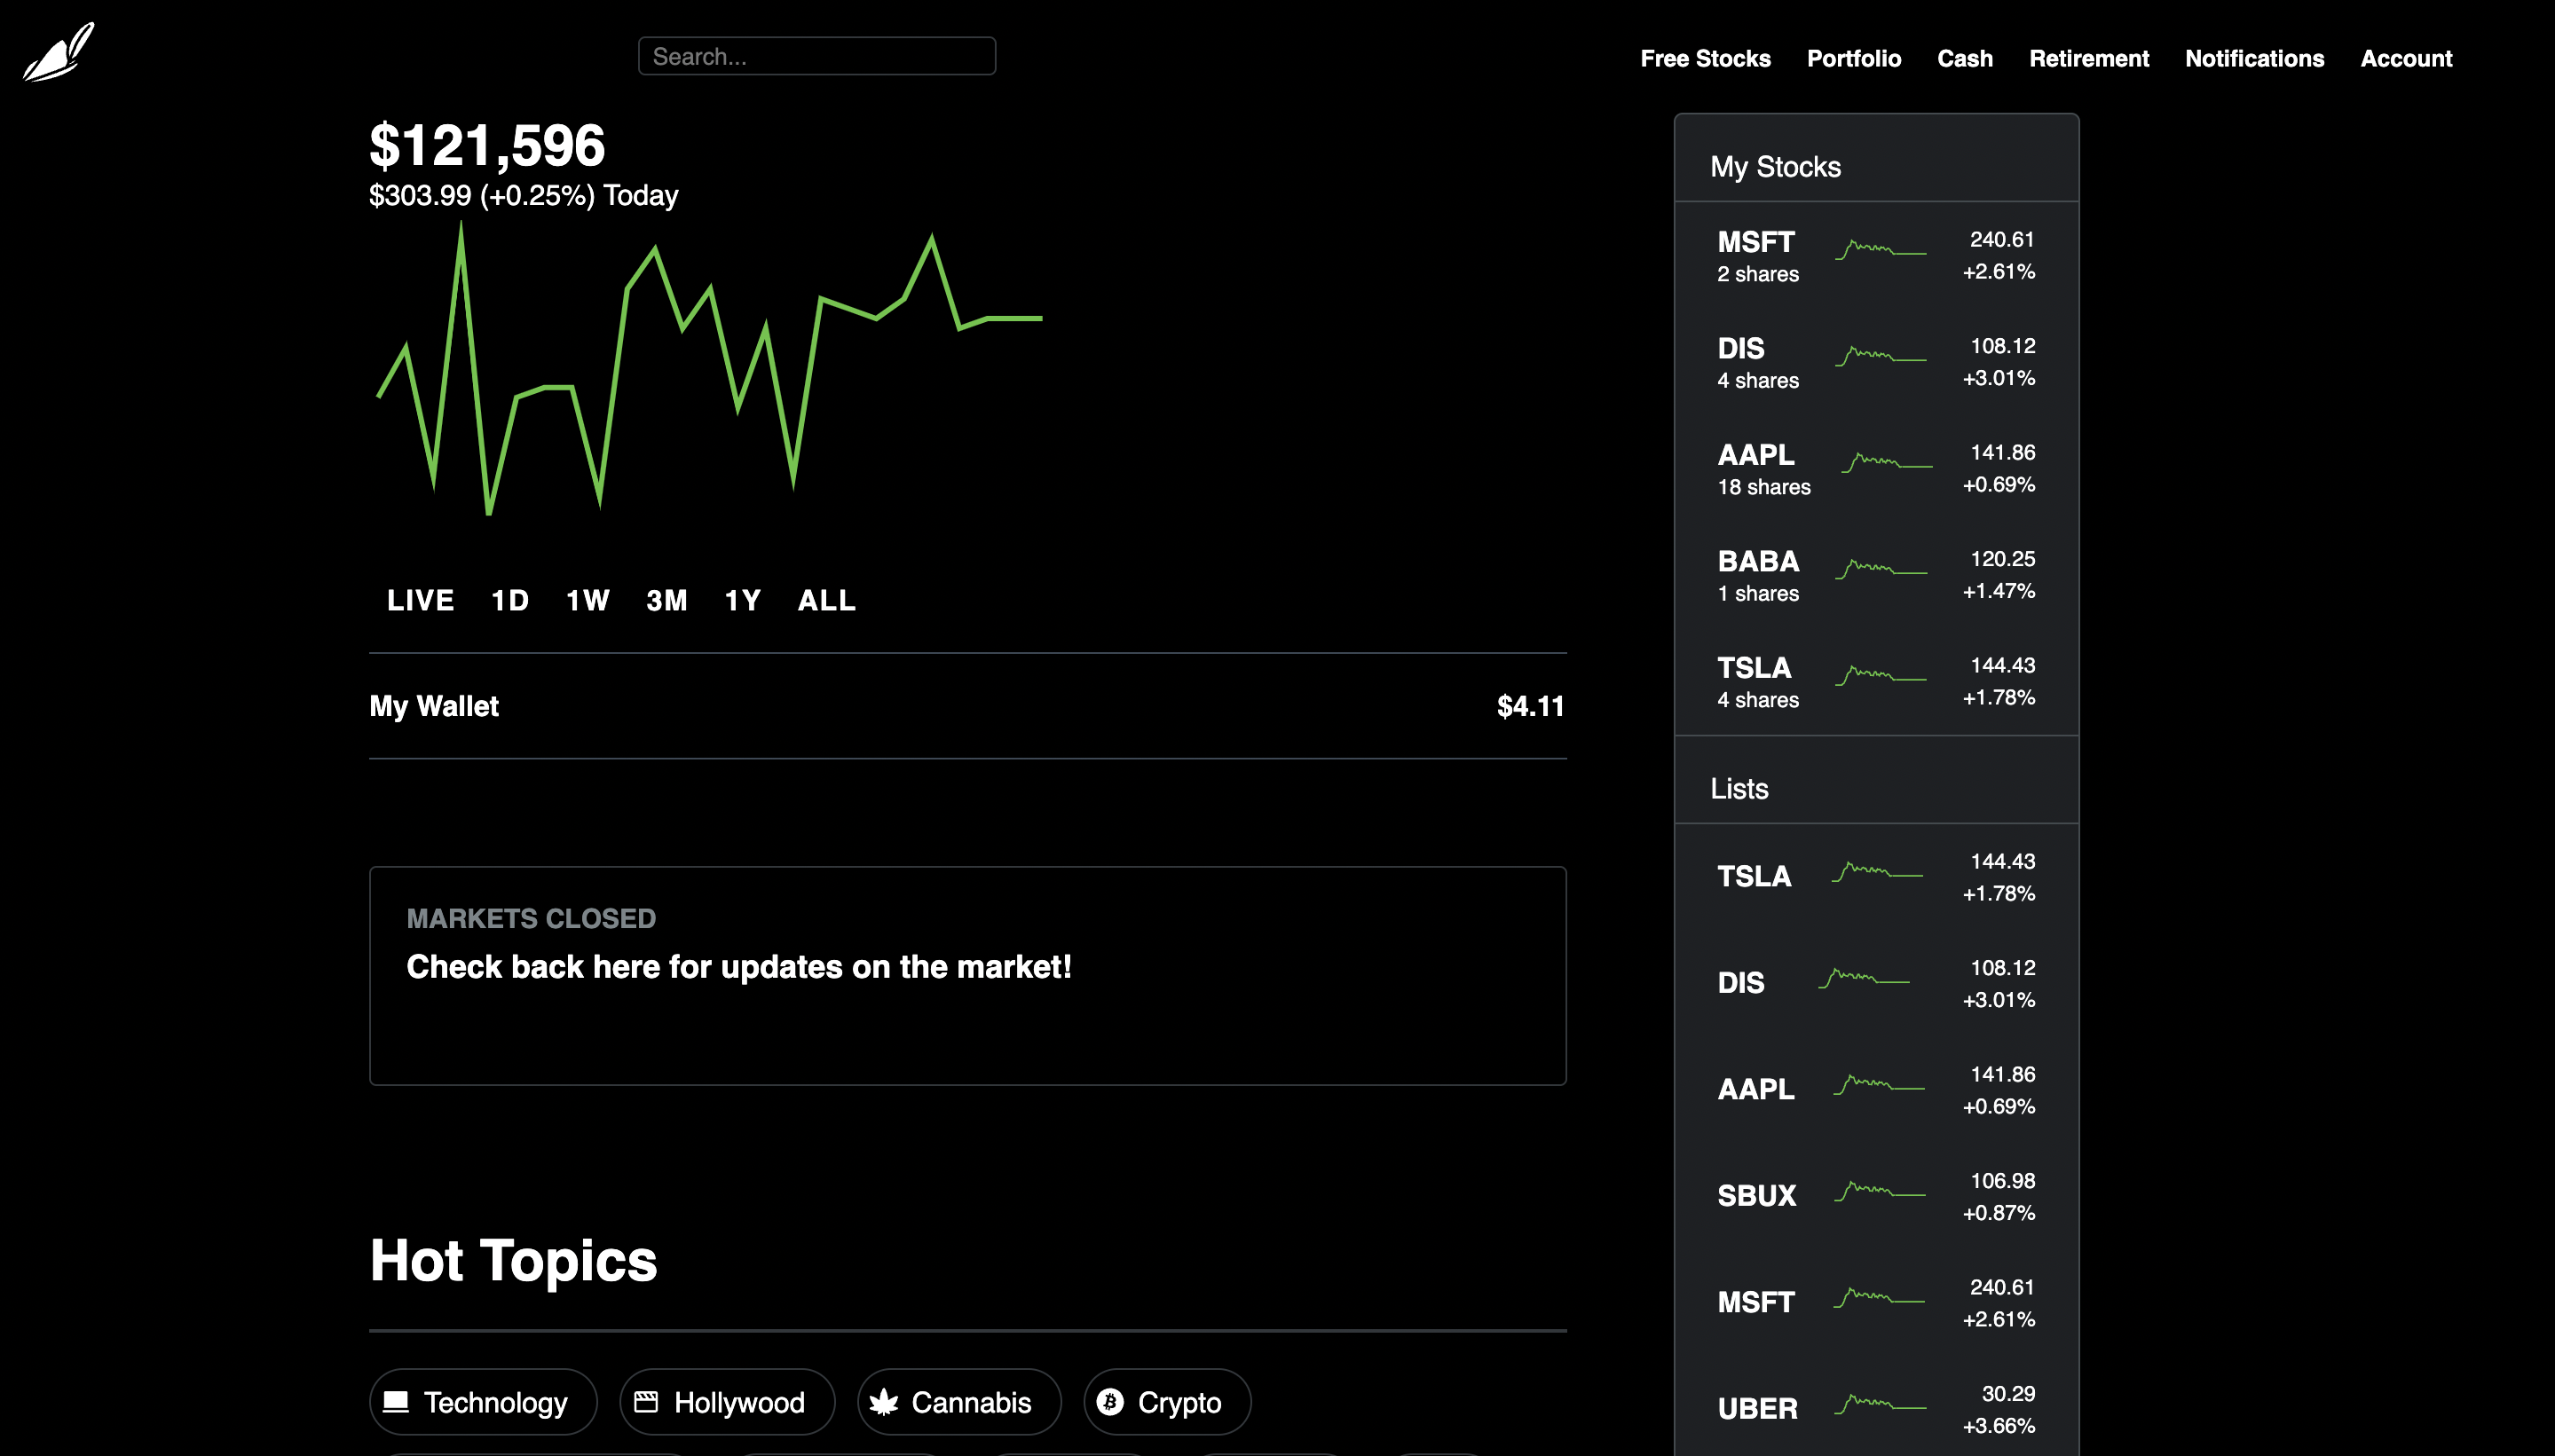 Search...
Free Stocks Portfolio Cash Retirement Notifications Account
$121,596
$303.99 (+0.25%) Today
LIVE 1D 1W 3M 1Y ALL
My Wallet $4.11
MARKETS CLOSED
Check back here for updates on the market!
Hot Topics
Technology Hollywood Cannabis Crypto
My Stocks
MSFT 240.61
2 shares +2.61%
DIS 108.12
4 shares +3.01%
AAPL 141.86
18 shares +0.69%
BABA 120.25
1 shares +1.47%
TSLA 144.43
4 shares +1.78%
Lists
TSLA 144.43
+1.78%
DIS 108.12
+3.01%
AAPL 141.86
+0.69%
SBUX 106.98
+0.87%
MSFT 240.61
+2.61%
UBER 30.29
+3.66%